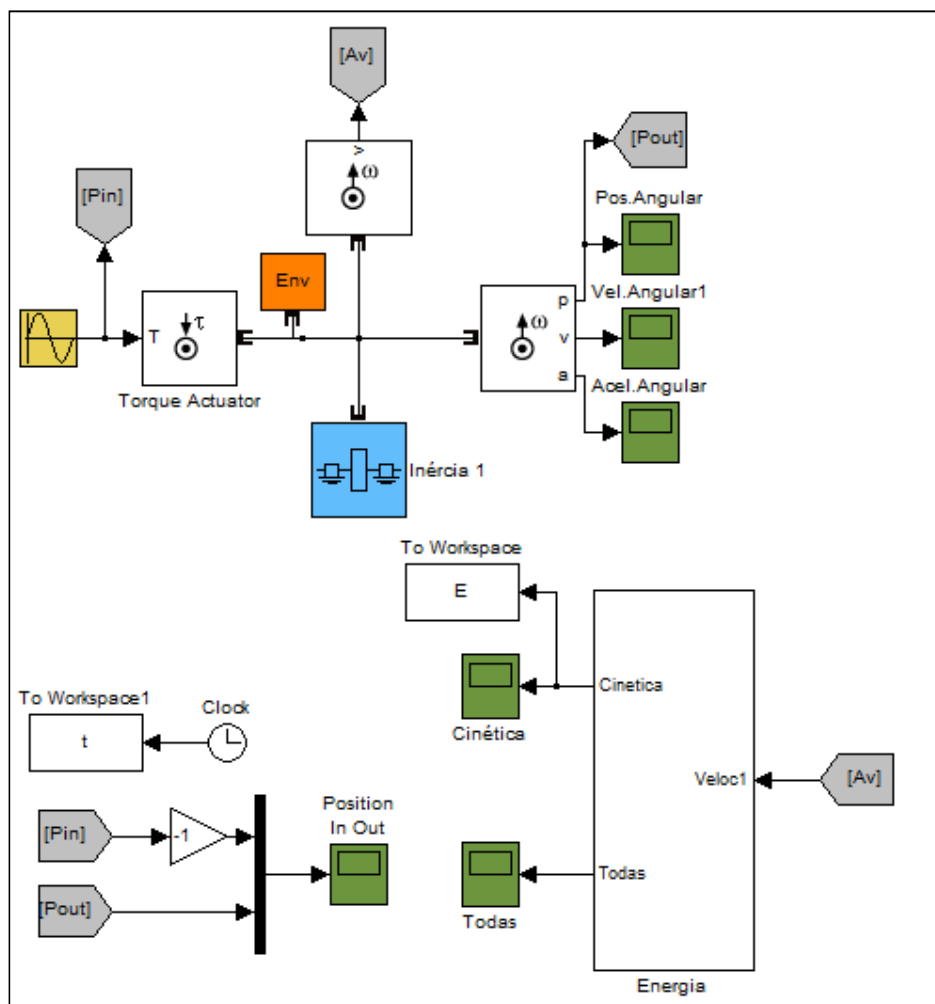 [Av]
[Pout]
[Pin]
Pos.Angular
>
ω
Env
p
Vel.Angular1
T
τ
ω
v
a
Acel.Angular
Torque Actuator
Inércia 1
To Workspace
E
Cinetica
Cinética
To Workspace1
Clock
t
Veloc1
[Av]
Position
In Out
[Pin]
-1
[Pout]
Todas
Todas
Energia